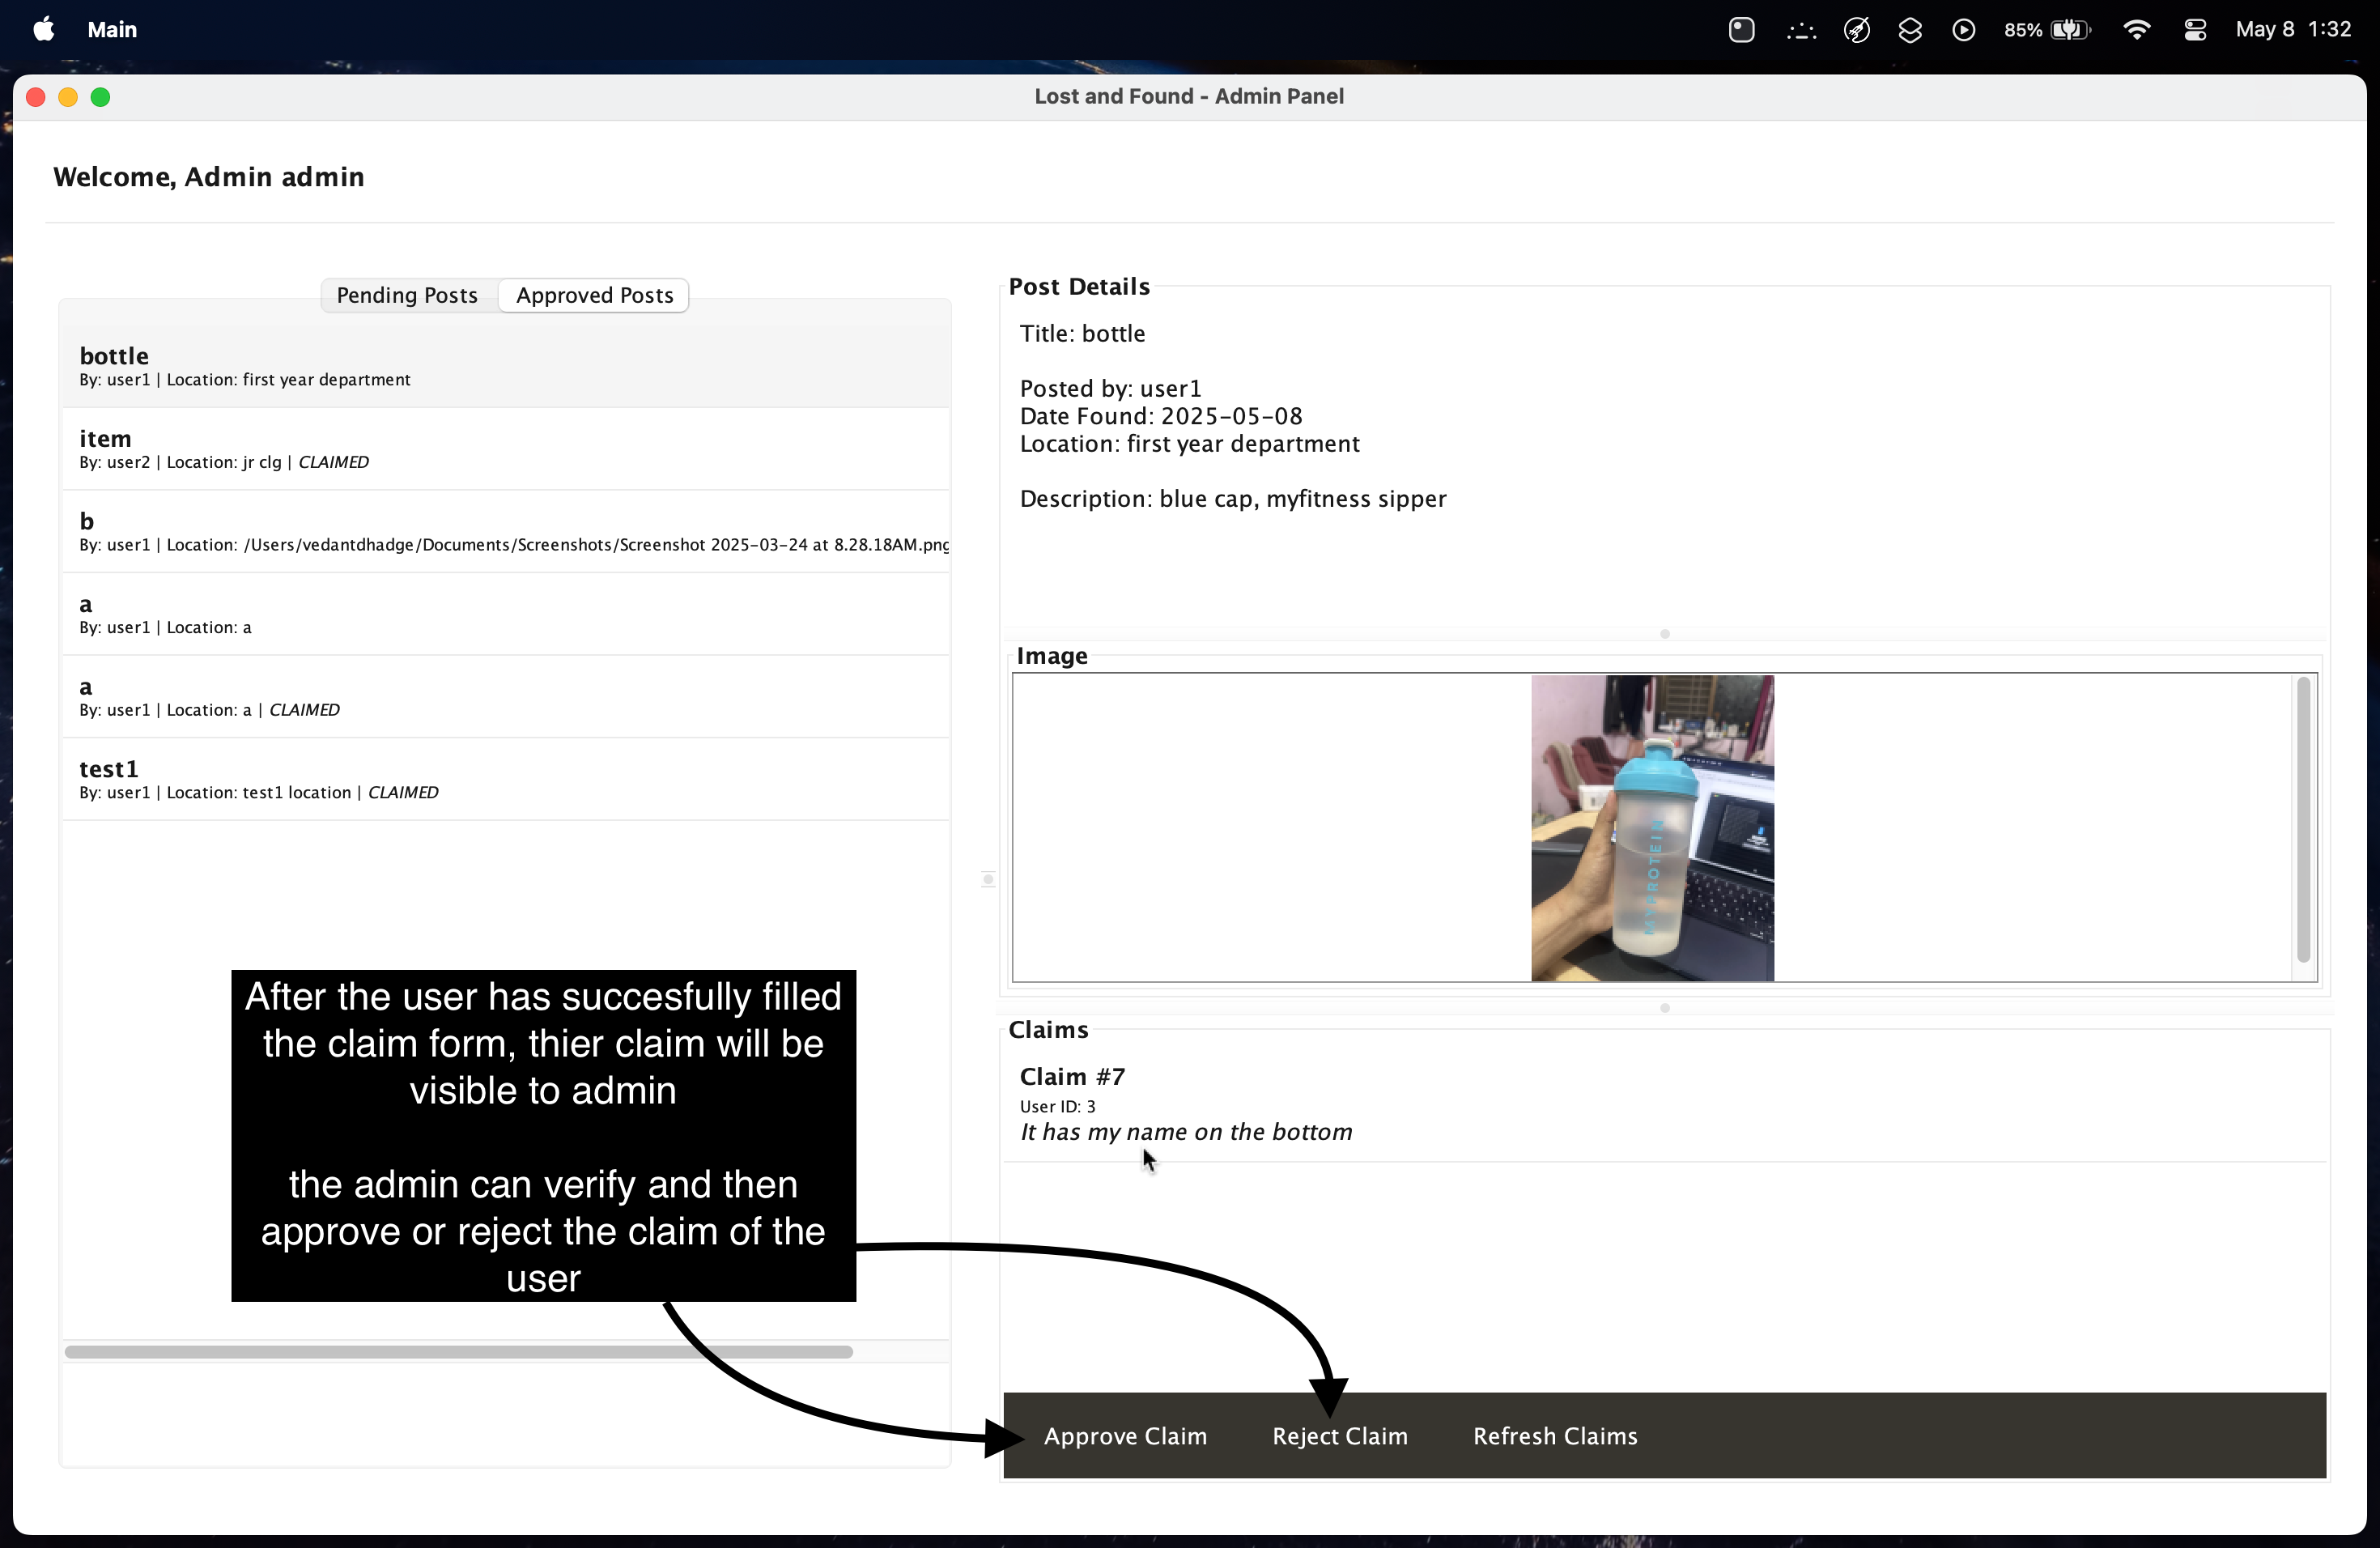 Main
85%
May 8 1:32
Lost and Found - Admin Panel
Welcome, Admin admin
Pending Posts
Approved Posts
bottle
By: user1 | Location: first year department
item
By: user2 | Location: jr clg | CLAIMED
b
By: user1 | Location: /Users/vedantdhadge/Documents/Screenshots/Screenshot 2025-03-24 at 8.28.18AM.png
a
By: user1 | Location: a
a
By: user1 | Location: a | CLAIMED
test1
By: user1 | Location: test1 location | CLAIMED
After the user has succesfully filled
the claim form, thier claim will be
visible to admin
the admin can verify and then
approve or reject the claim of the
user
Post Details
Title: bottle
Posted by: user1
Date Found: 2025-05-08
Location: first year department
Description: blue cap, myfitness sipper
Image
MYPROTEIN
Claims
Claim #7
User ID: 3
It has my name on the bottom
Approve Claim
Reject Claim
Refresh Claims